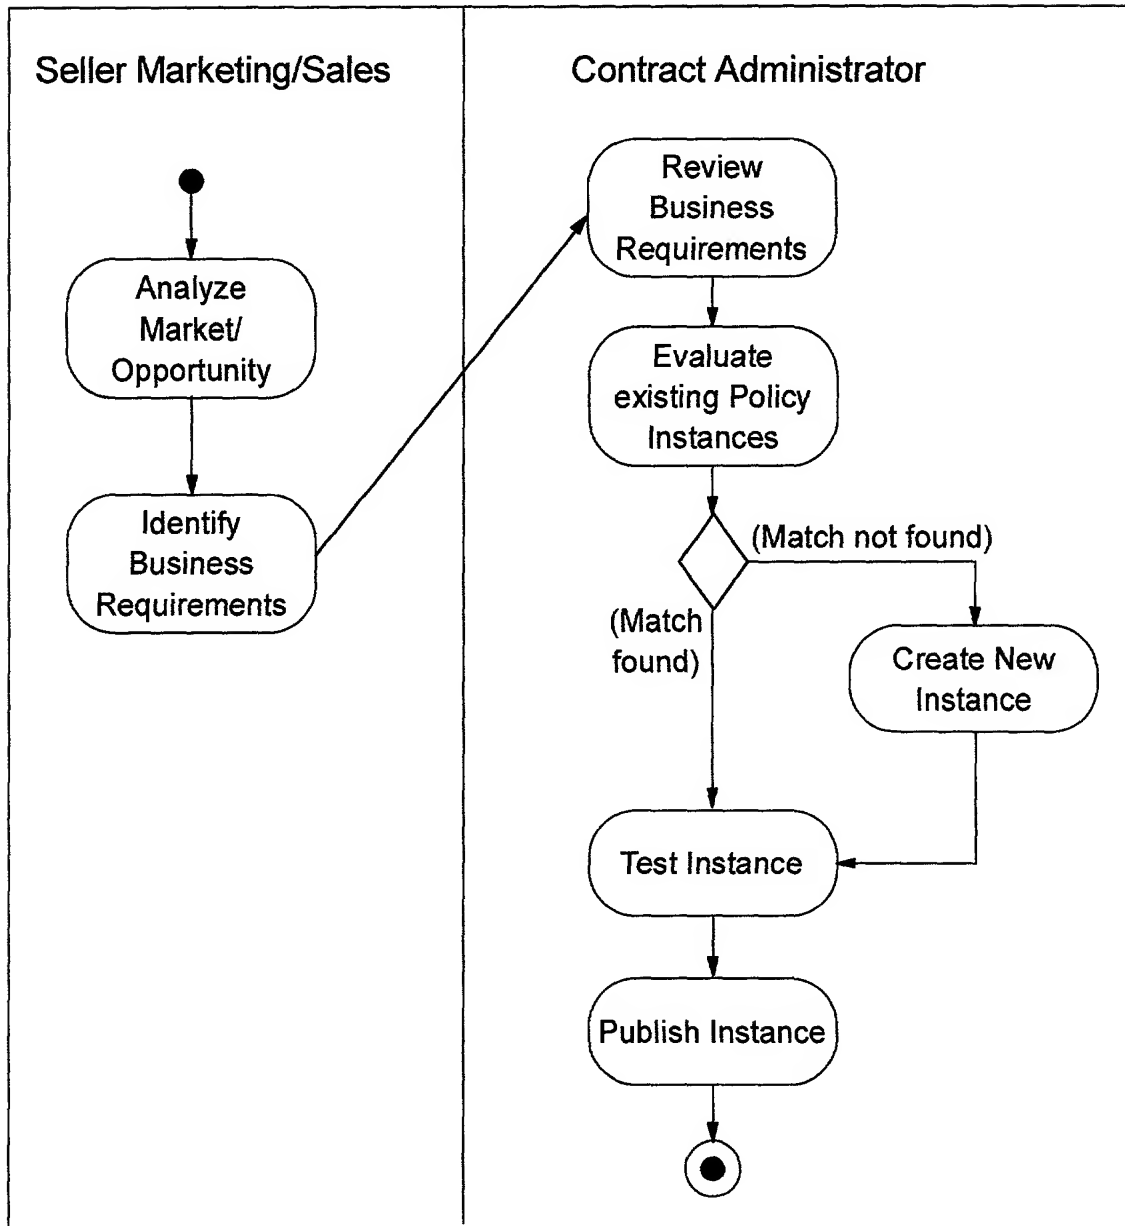 Seller Marketing/Sales
Contract Administrator
Analyze
Market/
Opportunity
Identify
Business
Requirements
Review
Business
Requirements
Evaluate
existing Policy
Instances
(Match not found)
(Match
found)
Create New
Instance
Test Instance
Publish Instance